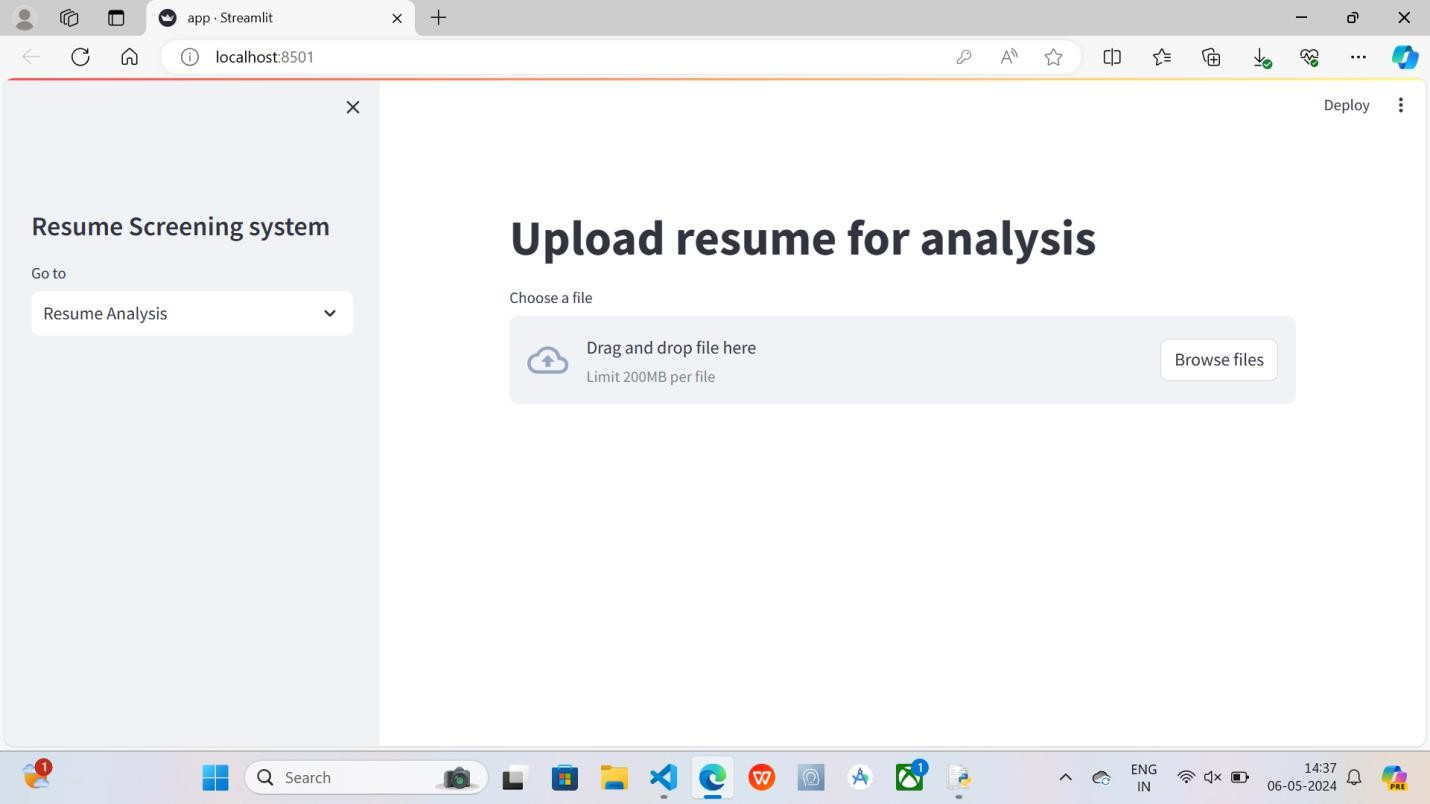 app · Streamlit
localhost:8501
Deploy
Resume Screening system
Go to
Resume Analysis
Upload resume for analysis
Choose a file
Drag and drop file here
Limit 200MB per file
Browse files
1
Search
1
ENG
IN
14:37
06-05-2024
PRE